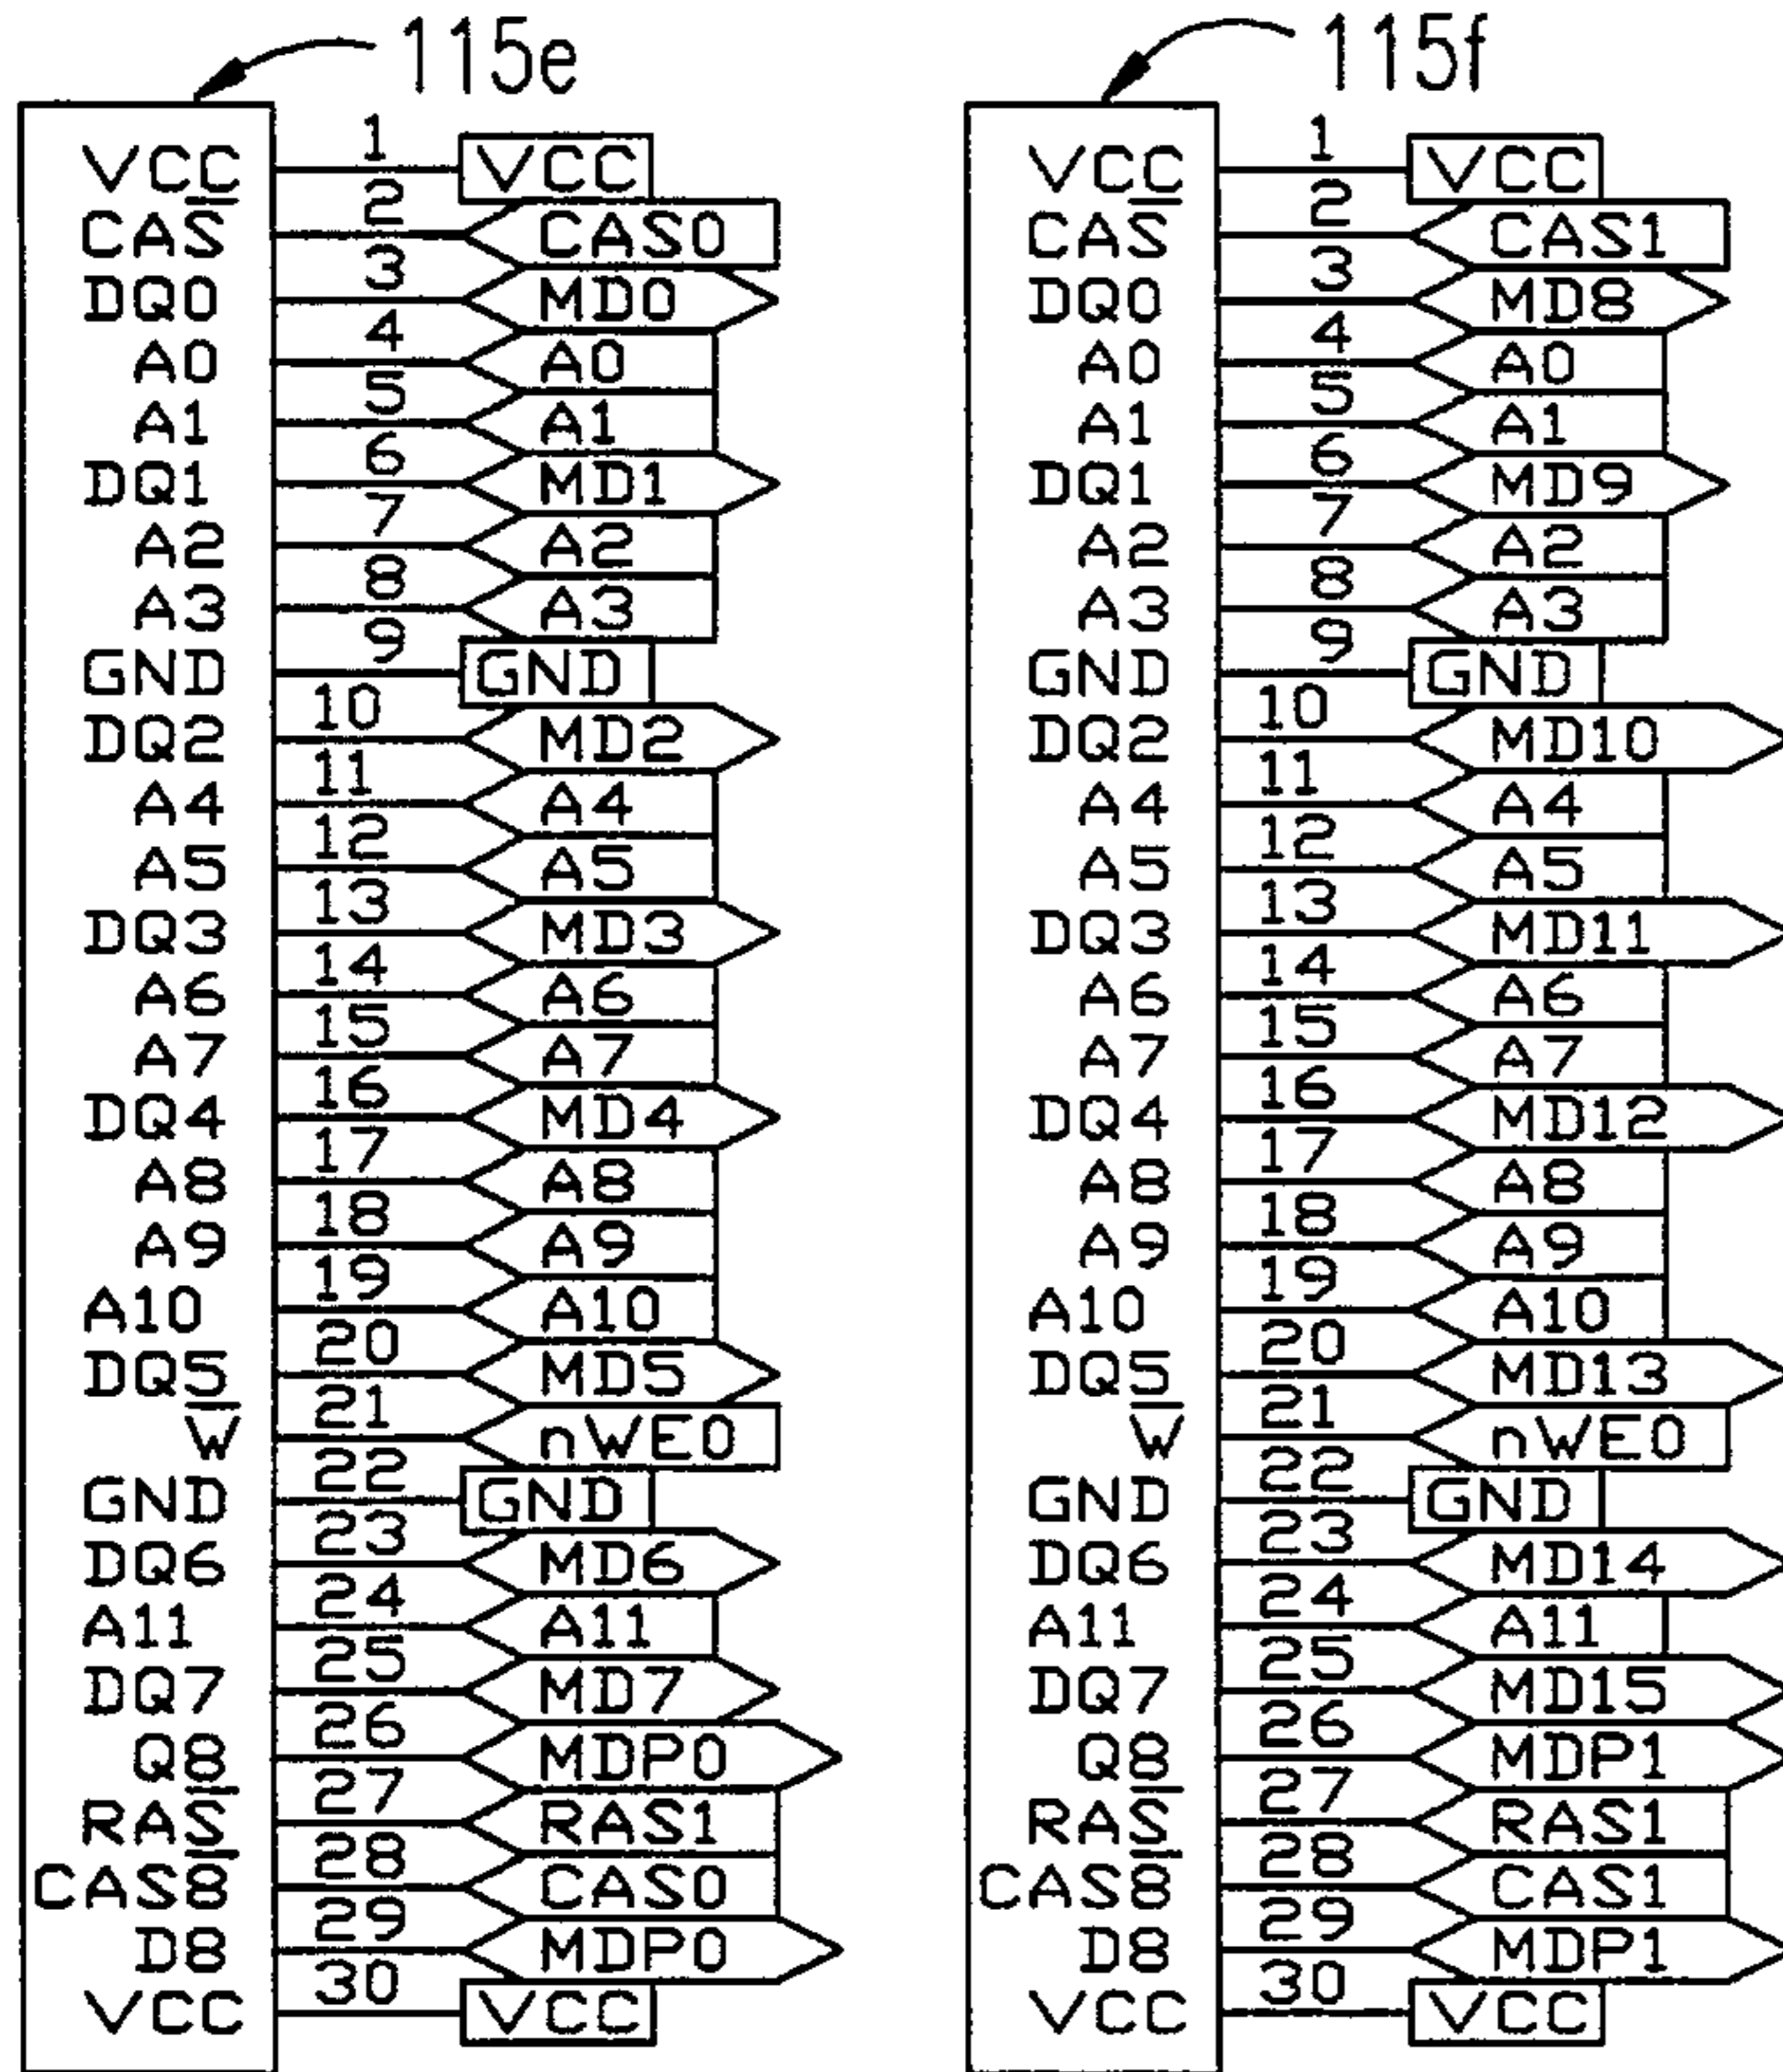 115e
VCC 1 VCC
CAS 2 CAS0
DQ0 3 MD0
A0 4 A0
A1 5 A1
DQ1 6 MD1
A2 7 A2
A3 8 A3
GND 9 GND
DQ2 10 MD2
A4 11 A4
A5 12 A5
DQ3 13 MD3
A6 14 A6
A7 15 A7
DQ4 16 MD4
A8 17 A8
A9 18 A9
A10 19 A10
DQ5 20 MD5
W 21 nWE0
GND 22 GND
DQ6 23 MD6
A11 24 A11
DQ7 25 MD7
Q8 26 MDP0
RAS 27 RAS1
CAS8 28 CAS0
D8 29 MDP0
VCC 30 VCC
115f
VCC 1 VCC
CAS 2 CAS1
DQ0 3 MD8
A0 4 A0
A1 5 A1
DQ1 6 MD9
A2 7 A2
A3 8 A3
GND 9 GND
DQ2 10 MD10
A4 11 A4
A5 12 A5
DQ3 13 MD11
A6 14 A6
A7 15 A7
DQ4 16 MD12
A8 17 A8
A9 18 A9
A10 19 A10
DQ5 20 MD13
W 21 nWE0
GND 22 GND
DQ6 23 MD14
A11 24 A11
DQ7 25 MD15
Q8 26 MDP1
RAS 27 RAS1
CAS8 28 CAS1
D8 29 MDP1
VCC 30 VCC